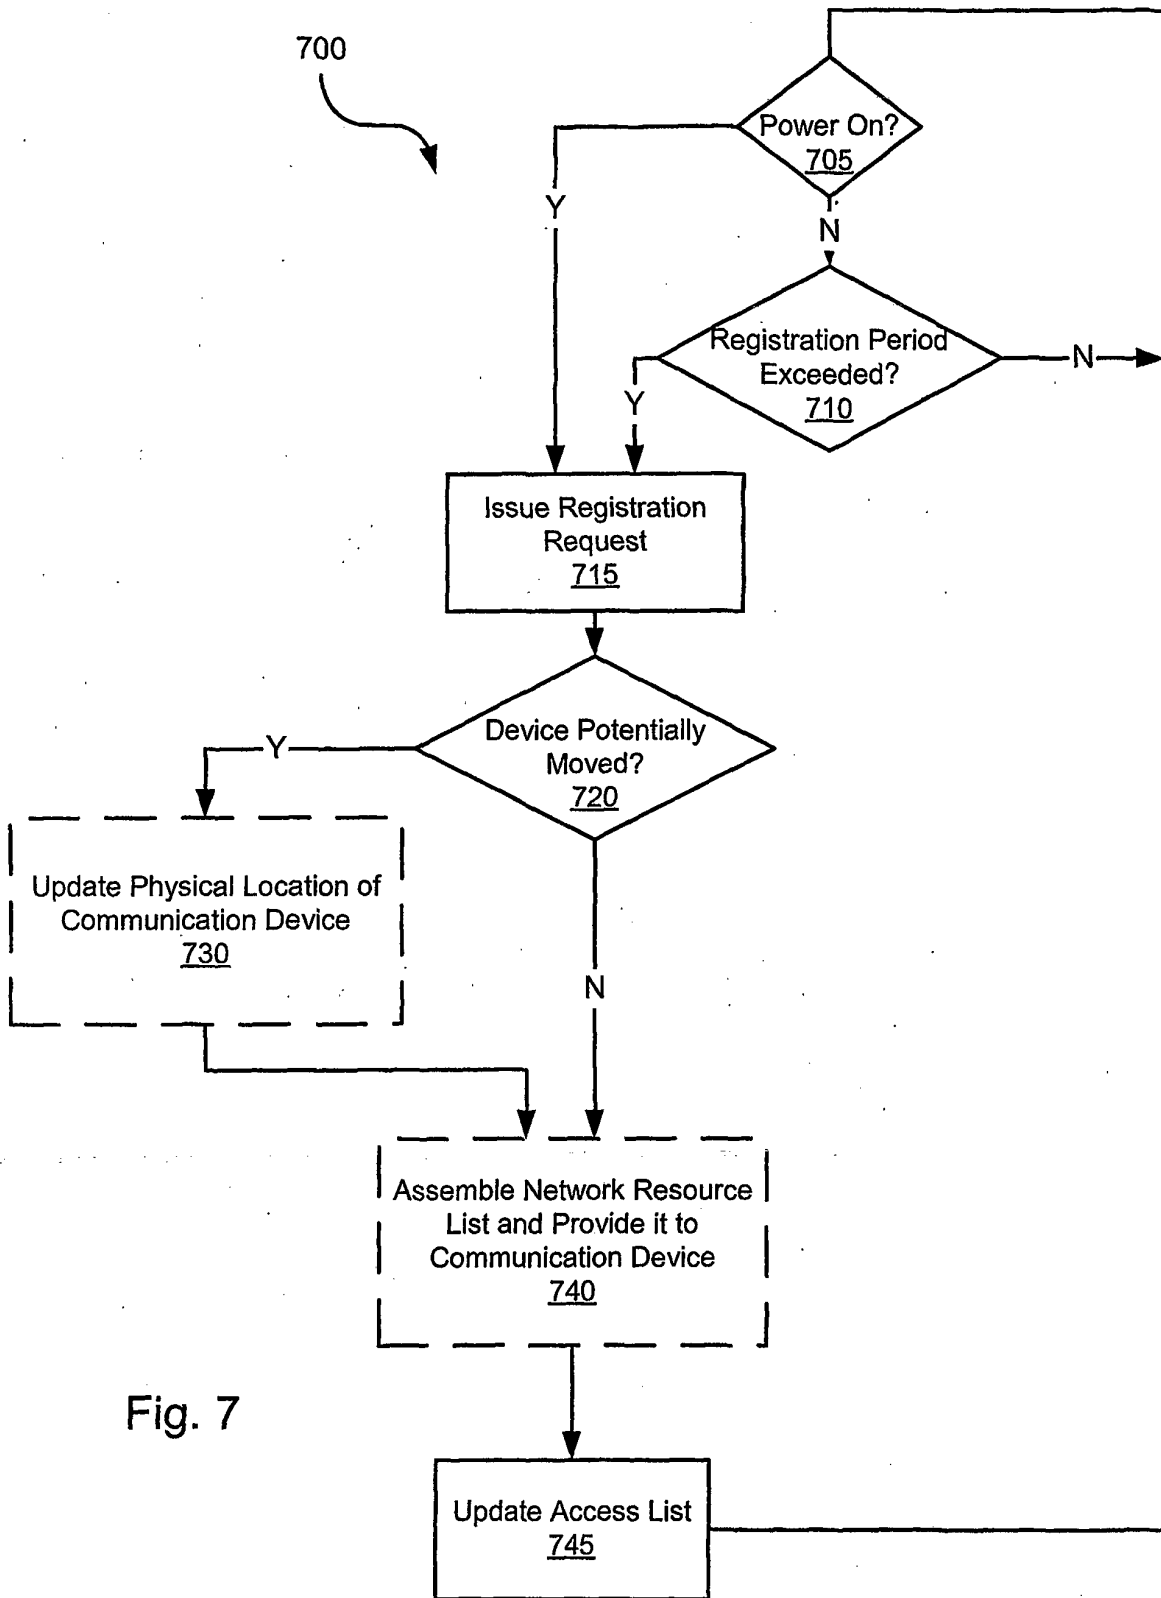 700
Power On?
705
Y
N
Registration Period
Exceeded?
710
N
Y
Issue Registration
Request
715
Device Potentially
Moved?
720
Y
Update Physical Location of
Communication Device
730
N
Assemble Network Resource
List and Provide it to
Communication Device
740
Fig. 7
Update Access List
745